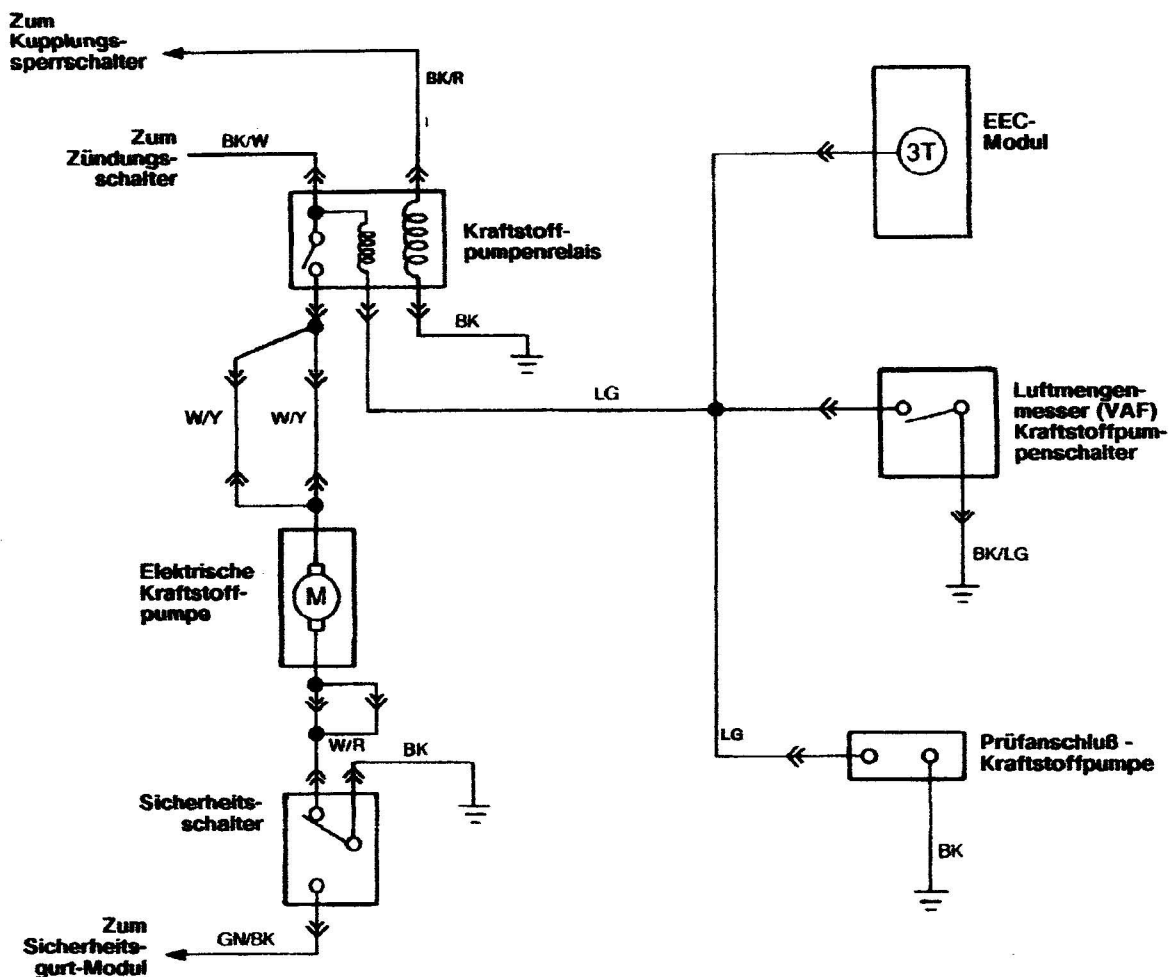 Zum
Kupplungs-
sperrschalter
BK/R
Zum
Zündungs-
schalter
BK/W
Kraftstoff-
pumpenrelais
BK
EEC-
Modul
3T
LG
W/Y
W/Y
Luftmengen-
messer (VAF)
Kraftstoffpum-
penschalter
BK/LG
Elektrische
Kraftstoff-
pumpe
M
W/R
BK
LG
Prüfanschluß -
Kraftstoffpumpe
BK
Sicherheits-
schalter
Zum
Sicherheits-
gurt-Modul
GN/BK